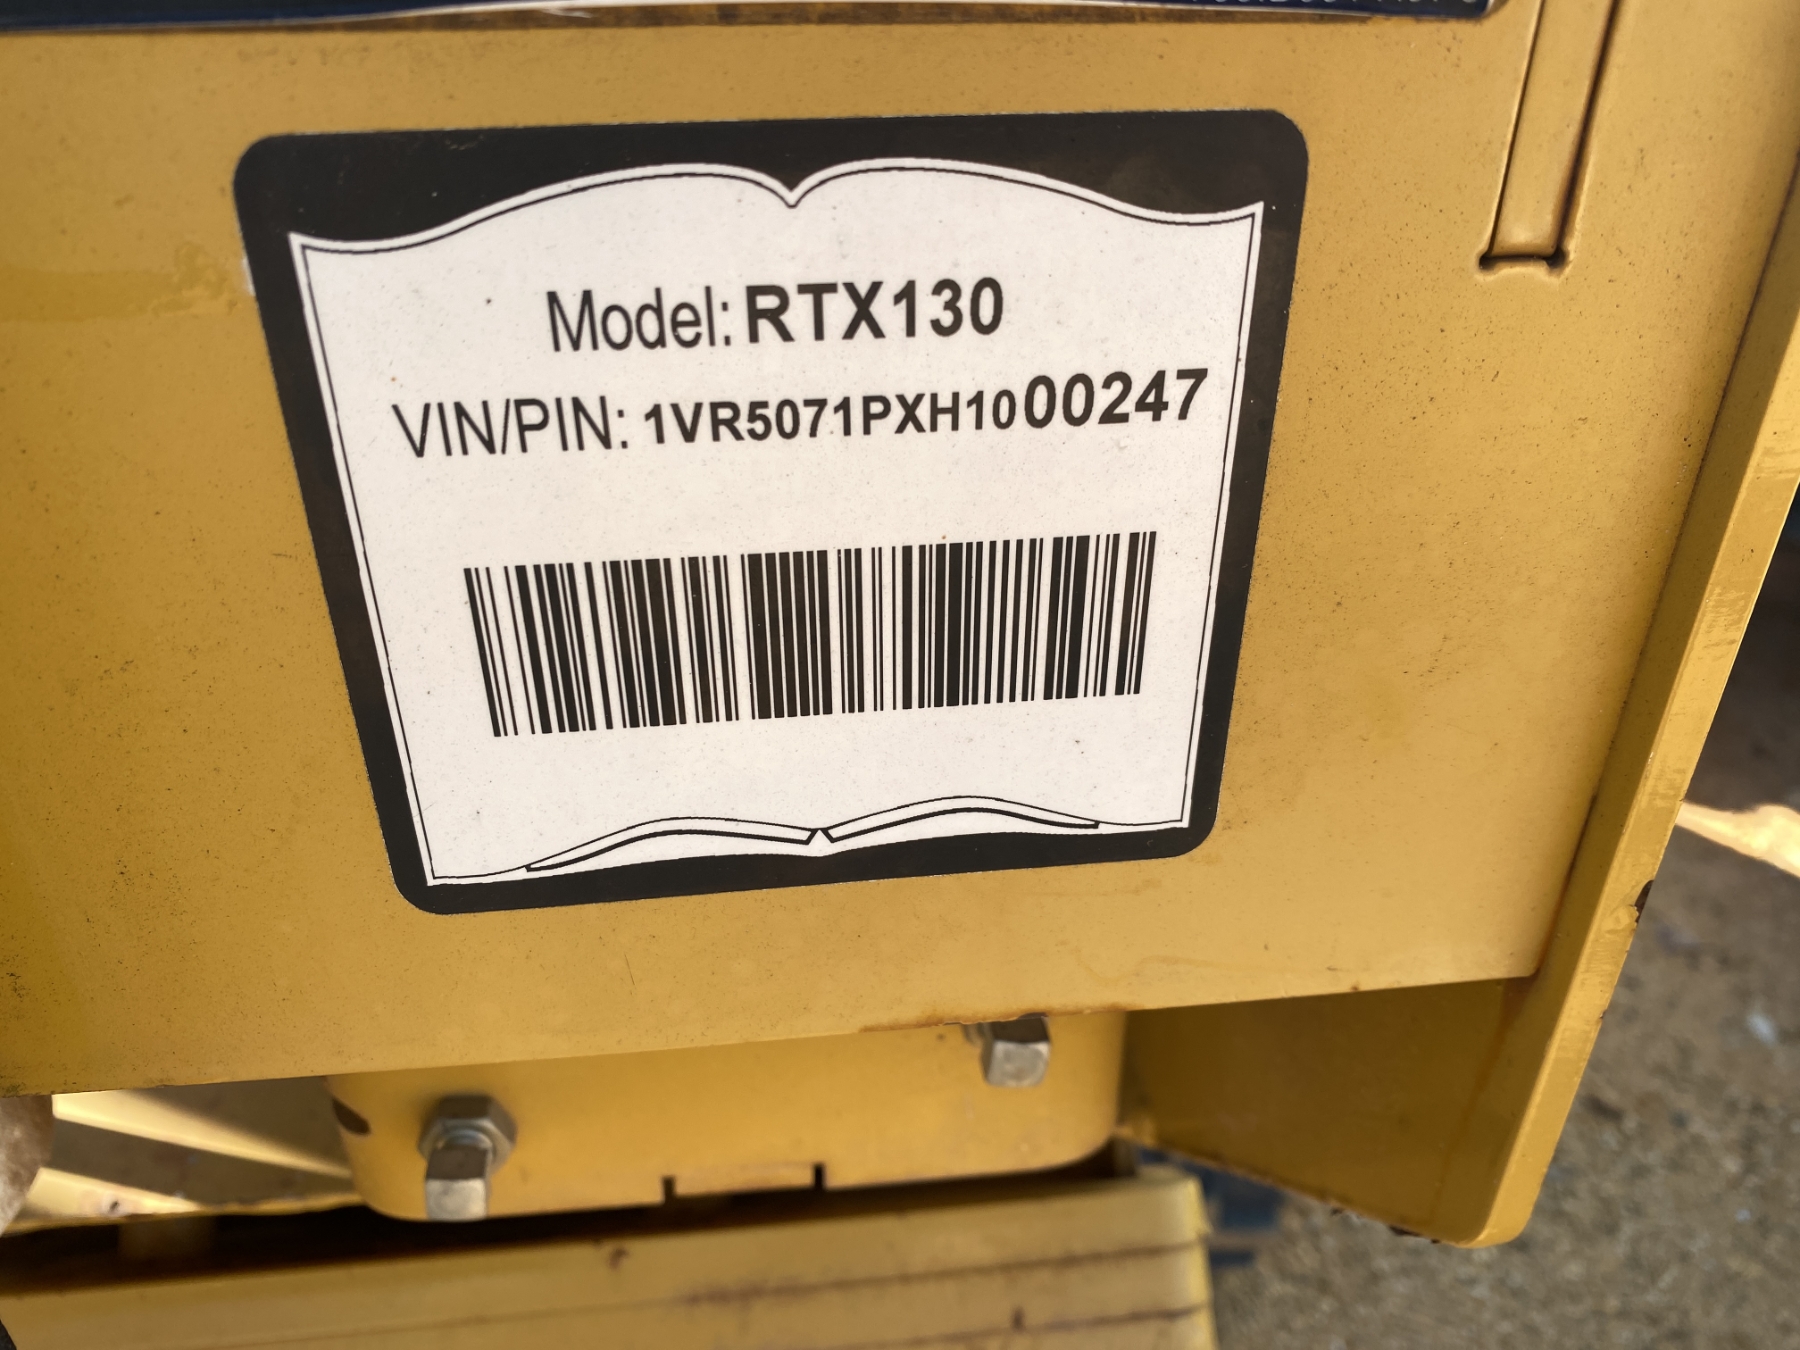 Model: RTX130
VIN/PIN: 1VR5071PXH1000247